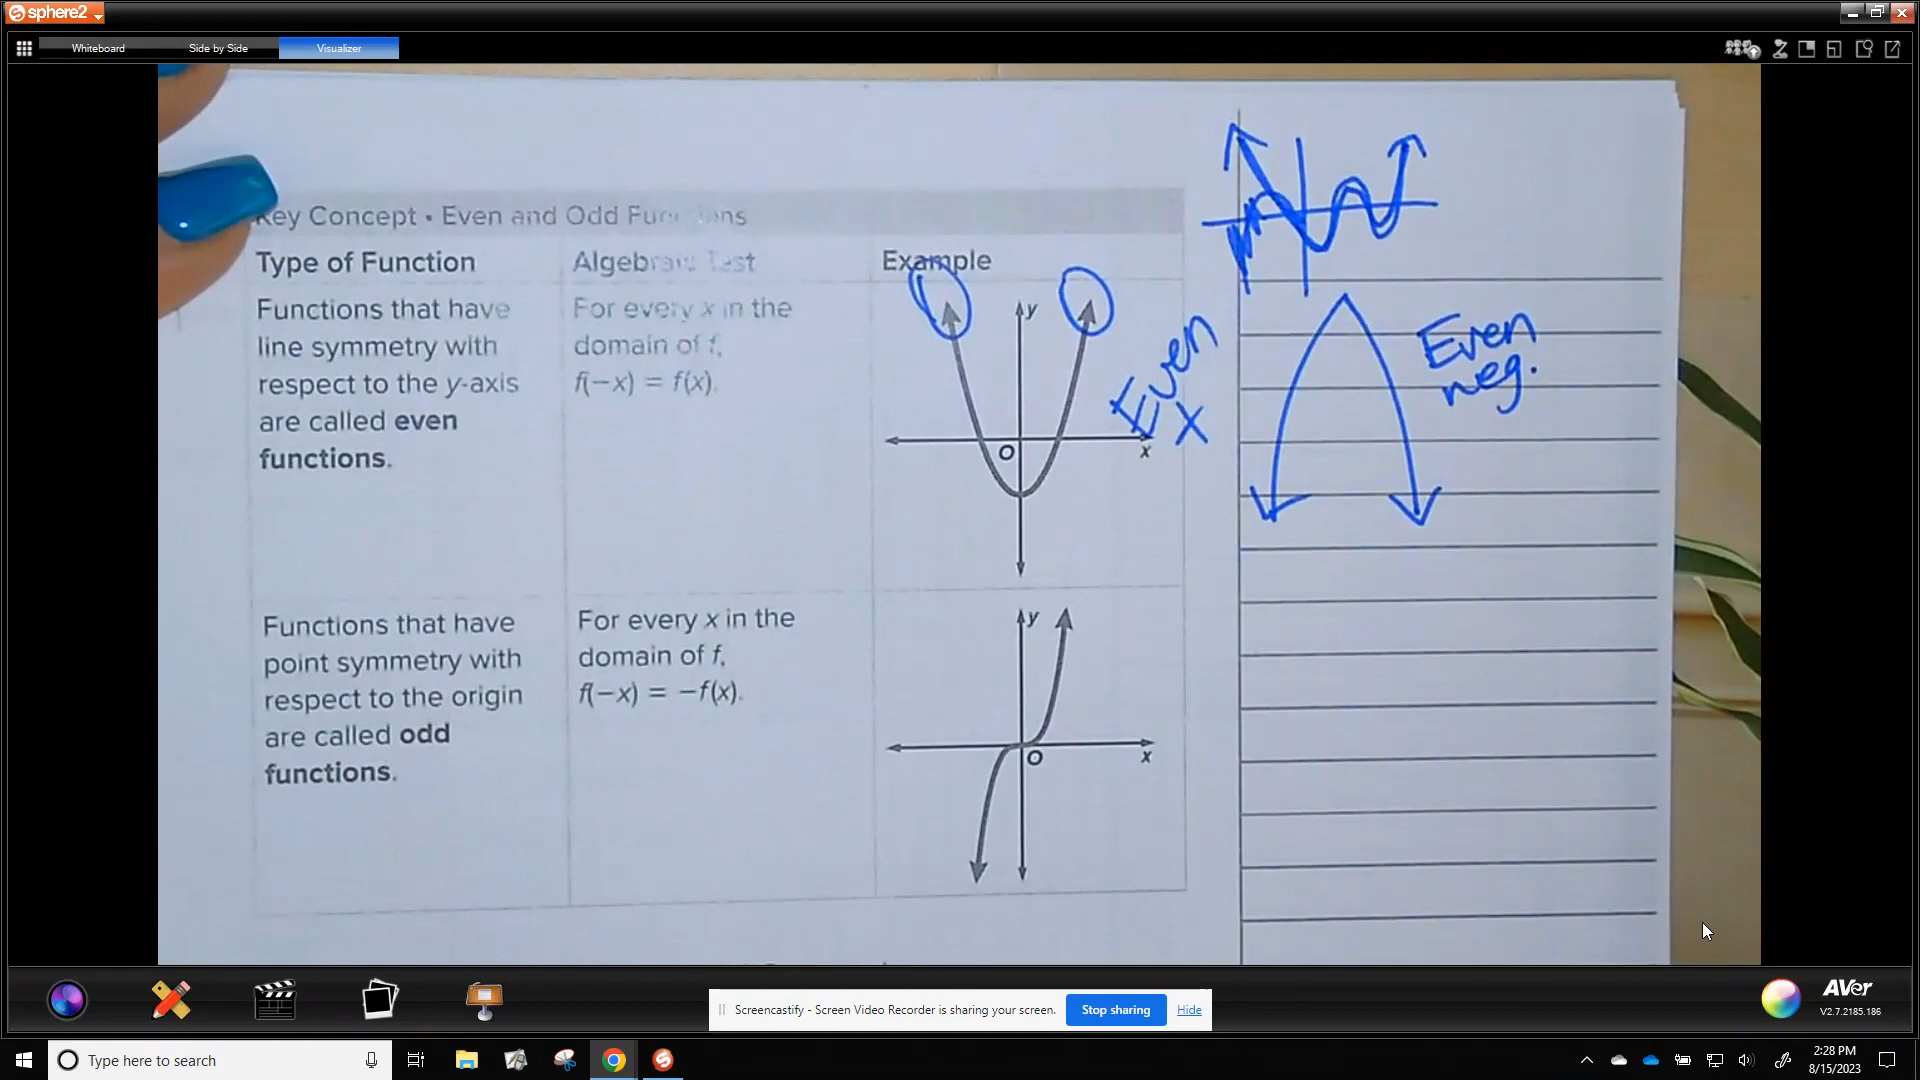 sphere2
Whiteboard
Side by Side
Visualizer
Key Concept • Even and Odd Functions
Type of Function
Algebraic Test
Example
Functions that have
line symmetry with
respect to the y-axis
are called even
functions.
For every x in the
domain of f,
f(−x) = f(x).
y
O
x
Even
x
Even
neg.
Functions that have
point symmetry with
respect to the origin
are called odd
functions.
For every x in the
domain of f,
f(−x) = −f(x).
y
O
x
Screencastify - Screen Video Recorder is sharing your screen.
Stop sharing
Hide
AVer
V2.7.2185.186
Type here to search
2:28 PM
8/15/2023